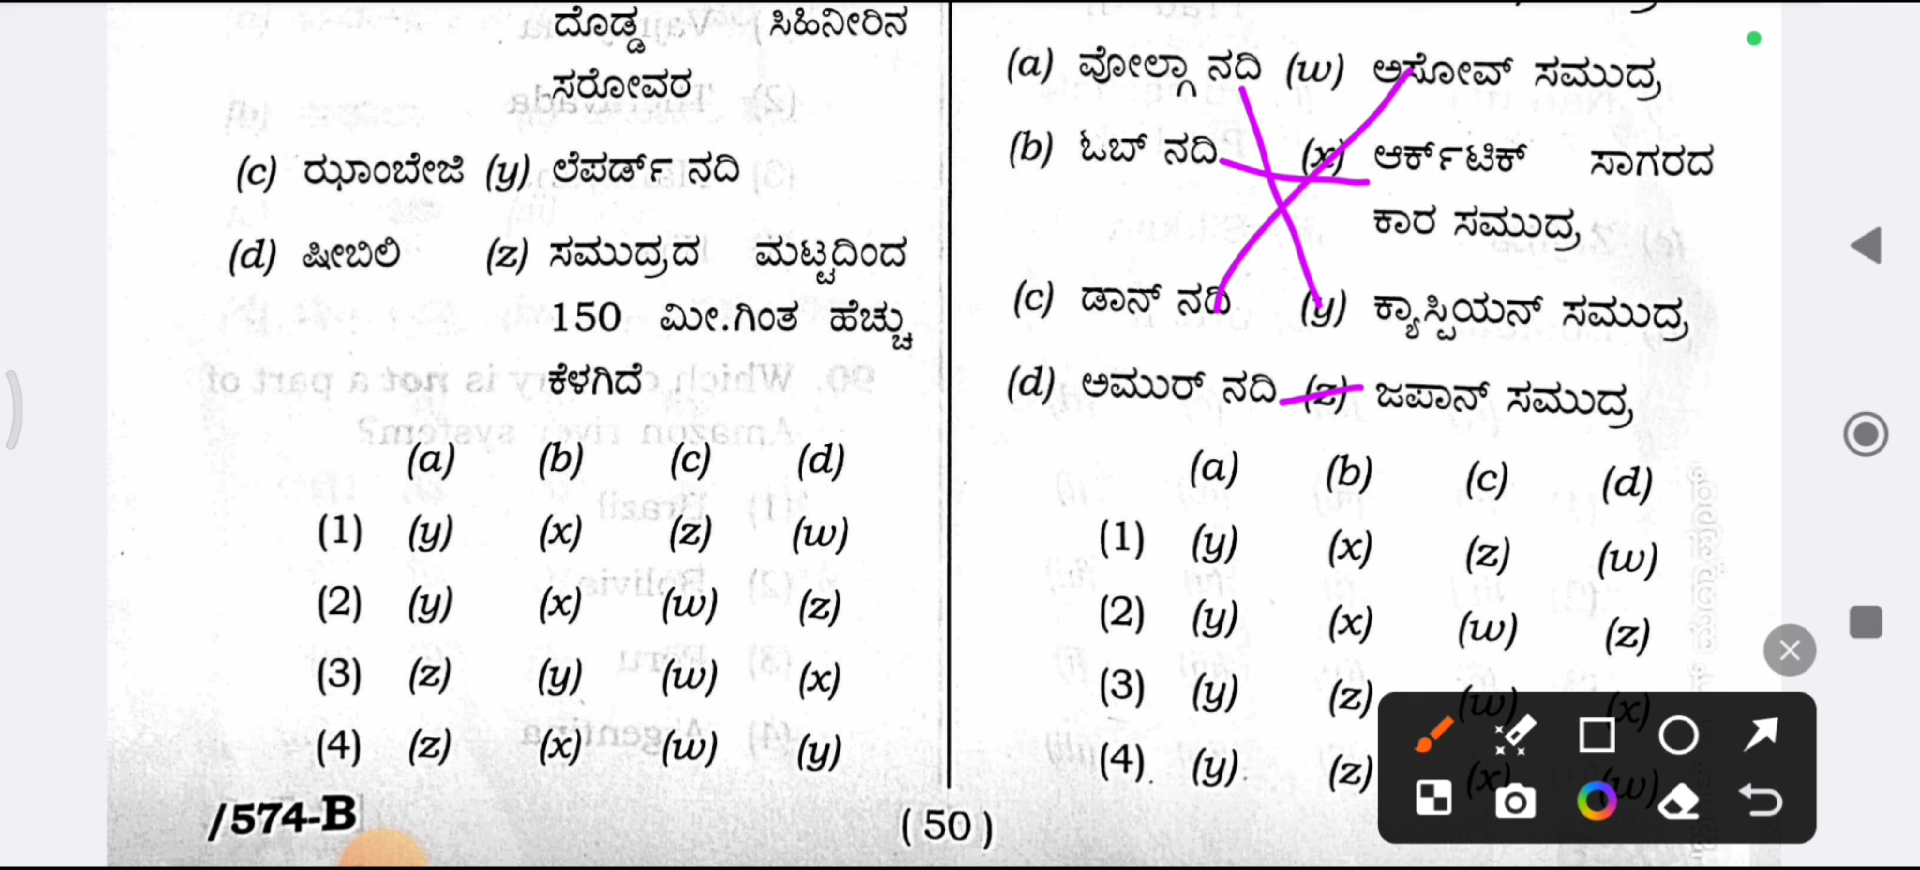 ದೊಡ್ಡ ಸಿಹಿನೀರಿನ
ಸರೋವರ
(c) ಝಾಂಬೇಜಿ (y) ಲೆಪರ್ಡ್ ನದಿ
(d) ಷೀಬಿಲಿ (z) ಸಮುದ್ರದ ಮಟ್ಟದಿಂದ
150 ಮೀ.ಗಿಂತ ಹೆಚ್ಚು
ಕೆಳಗಿದೆ
(a) (b) (c) (d)
(1) (y) (x) (z) (w)
(2) (y) (x) (w) (z)
(3) (z) (y) (w) (x)
(4) (z) (x) (w) (y)
/574-B
(a) ವೋಲ್ಗಾ ನದಿ (w) ಅಸೋವ್ ಸಮುದ್ರ
(b) ಓಬ್ ನದಿ (x) ಆರ್ಕ್ಟಿಕ್ ಸಾಗರದ
ಕಾರ ಸಮುದ್ರ
(c) ಡಾನ್ ನದಿ (y) ಕ್ಯಾಸ್ಪಿಯನ್ ಸಮುದ್ರ
(d) ಅಮುರ್ ನದಿ (z) ಜಪಾನ್ ಸಮುದ್ರ
(a) (b) (c) (d)
(1) (y) (x) (z) (w)
(2) (y) (x) (w) (z)
(3) (y) (z) (w) (x)
(4) (y) (z) (x) (w)
(50)